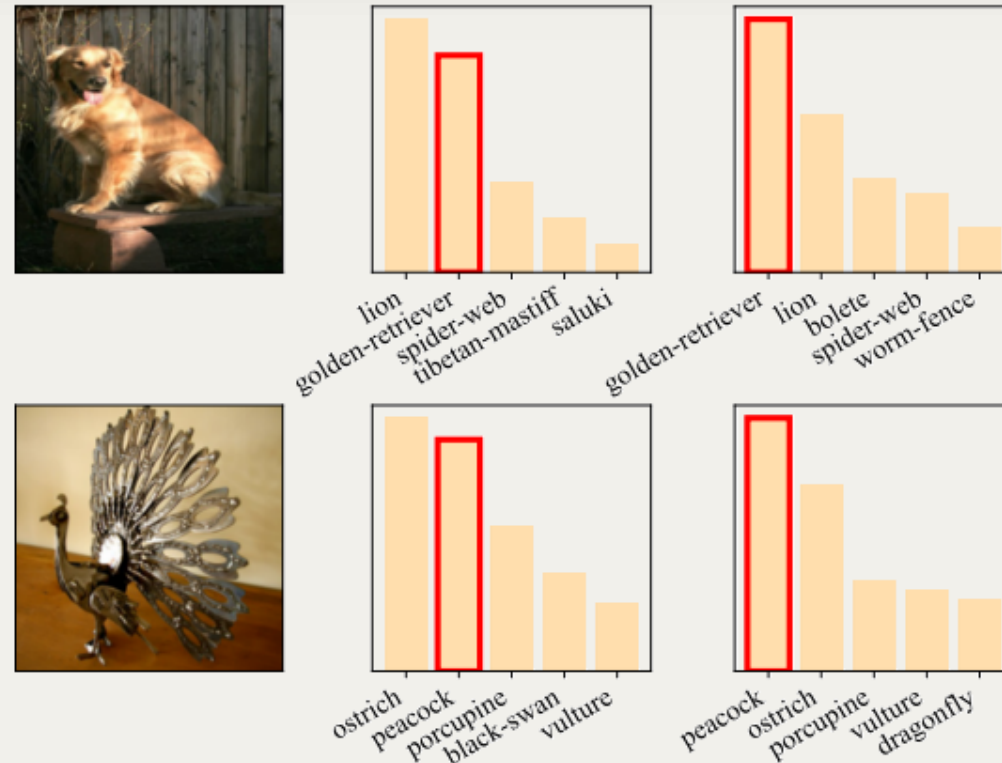 lion
golden-retriever
spider-web
tibetan-mastiff
saluki
golden-retriever
lion
bolete
spider-web
worm-fence
ostrich
peacock
porcupine
black-swan
vulture
peacock
ostrich
porcupine
vulture
dragonfly